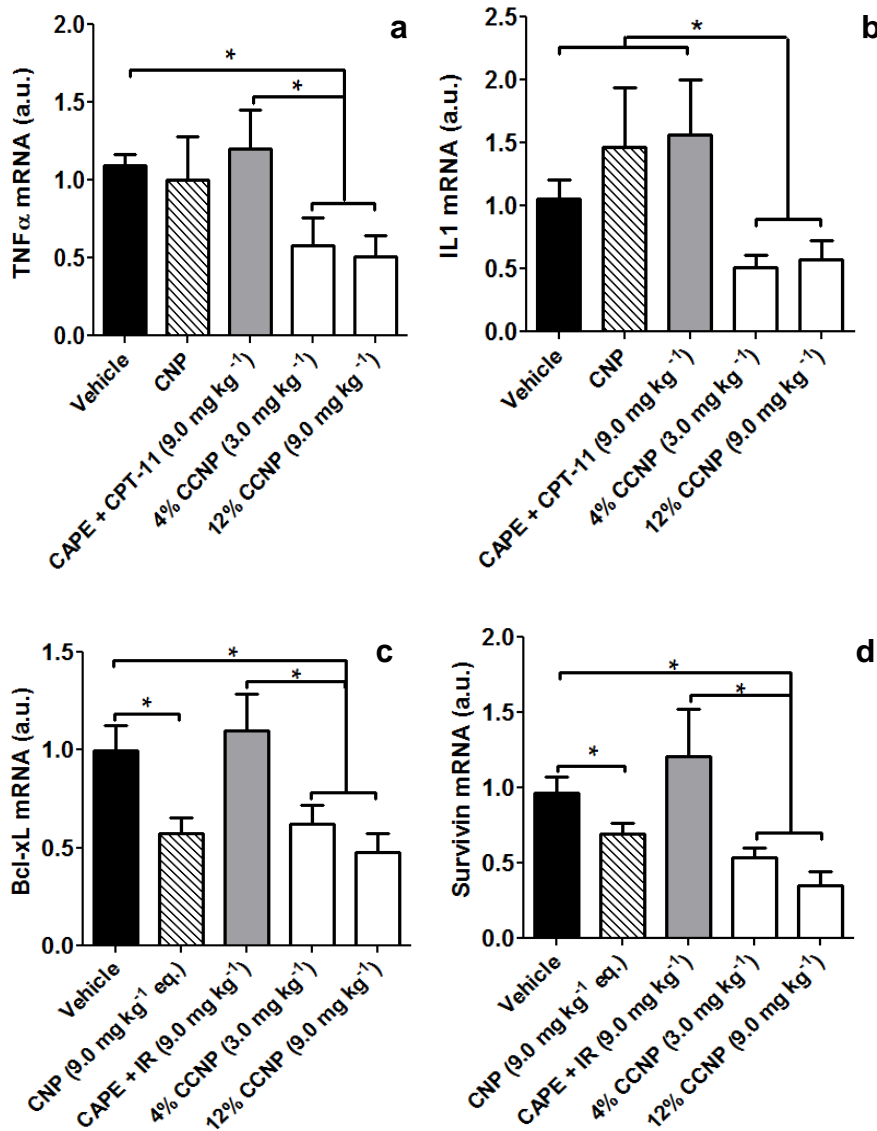 a
TNFα mRNA (a.u.)
2.0
1.5
1.0
0.5
0.0
*
*
Vehicle
CNP
CAPE + CPT-11 (9.0 mg kg⁻¹)
4% CCNP (3.0 mg kg⁻¹)
12% CCNP (9.0 mg kg⁻¹)
b
IL1 mRNA (a.u.)
2.5
2.0
1.5
1.0
0.5
0.0
*
Vehicle
CNP
CAPE + CPT-11 (9.0 mg kg⁻¹)
4% CCNP (3.0 mg kg⁻¹)
12% CCNP (9.0 mg kg⁻¹)
c
Bcl-xL mRNA (a.u.)
1.5
1.0
0.5
0.0
*
*
*
Vehicle
CNP (9.0 mg kg⁻¹ eq.)
CAPE + IR (9.0 mg kg⁻¹)
4% CCNP (3.0 mg kg⁻¹)
12% CCNP (9.0 mg kg⁻¹)
d
Survivin mRNA (a.u.)
2.0
1.5
1.0
0.5
0.0
*
*
*
Vehicle
CNP (9.0 mg kg⁻¹ eq.)
CAPE + IR (9.0 mg kg⁻¹)
4% CCNP (3.0 mg kg⁻¹)
12% CCNP (9.0 mg kg⁻¹)